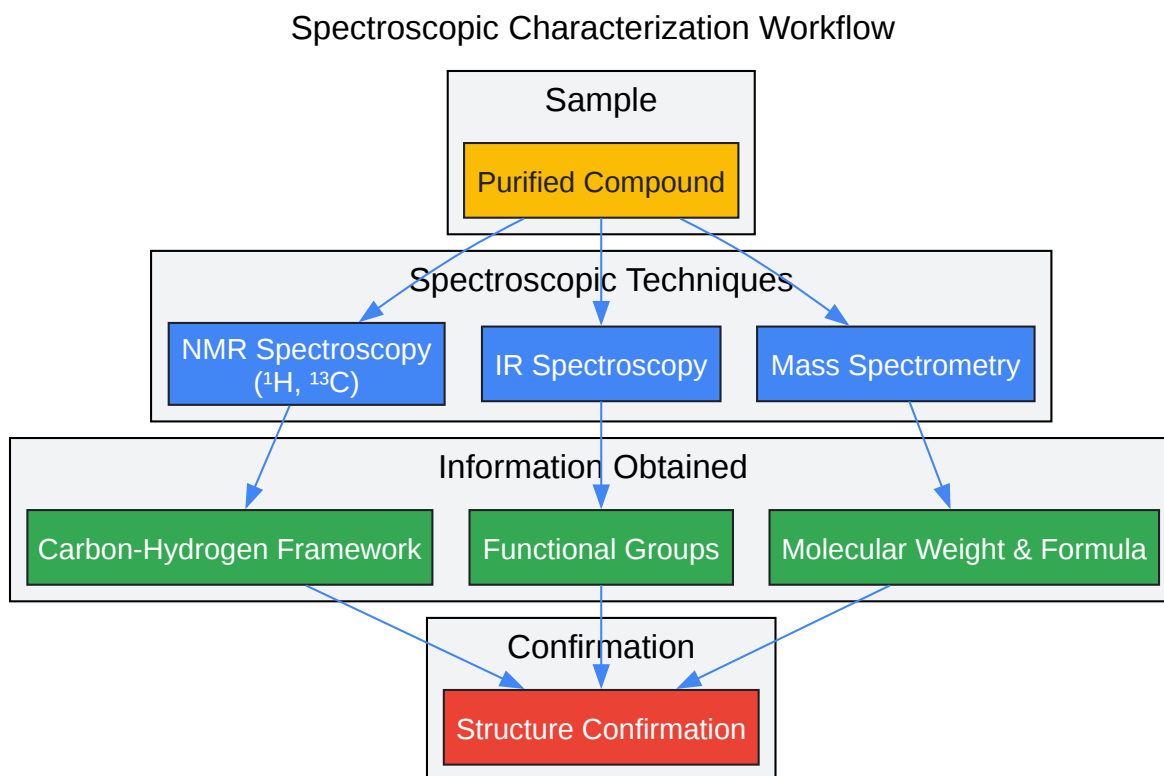 Spectroscopic Characterization Workflow
Sample
Purified Compound
Spectroscopic Techniques
NMR Spectroscopy
(¹H, ¹³C)
IR Spectroscopy
Mass Spectrometry
Information Obtained
Carbon-Hydrogen Framework
Functional Groups
Molecular Weight & Formula
Confirmation
Structure Confirmation